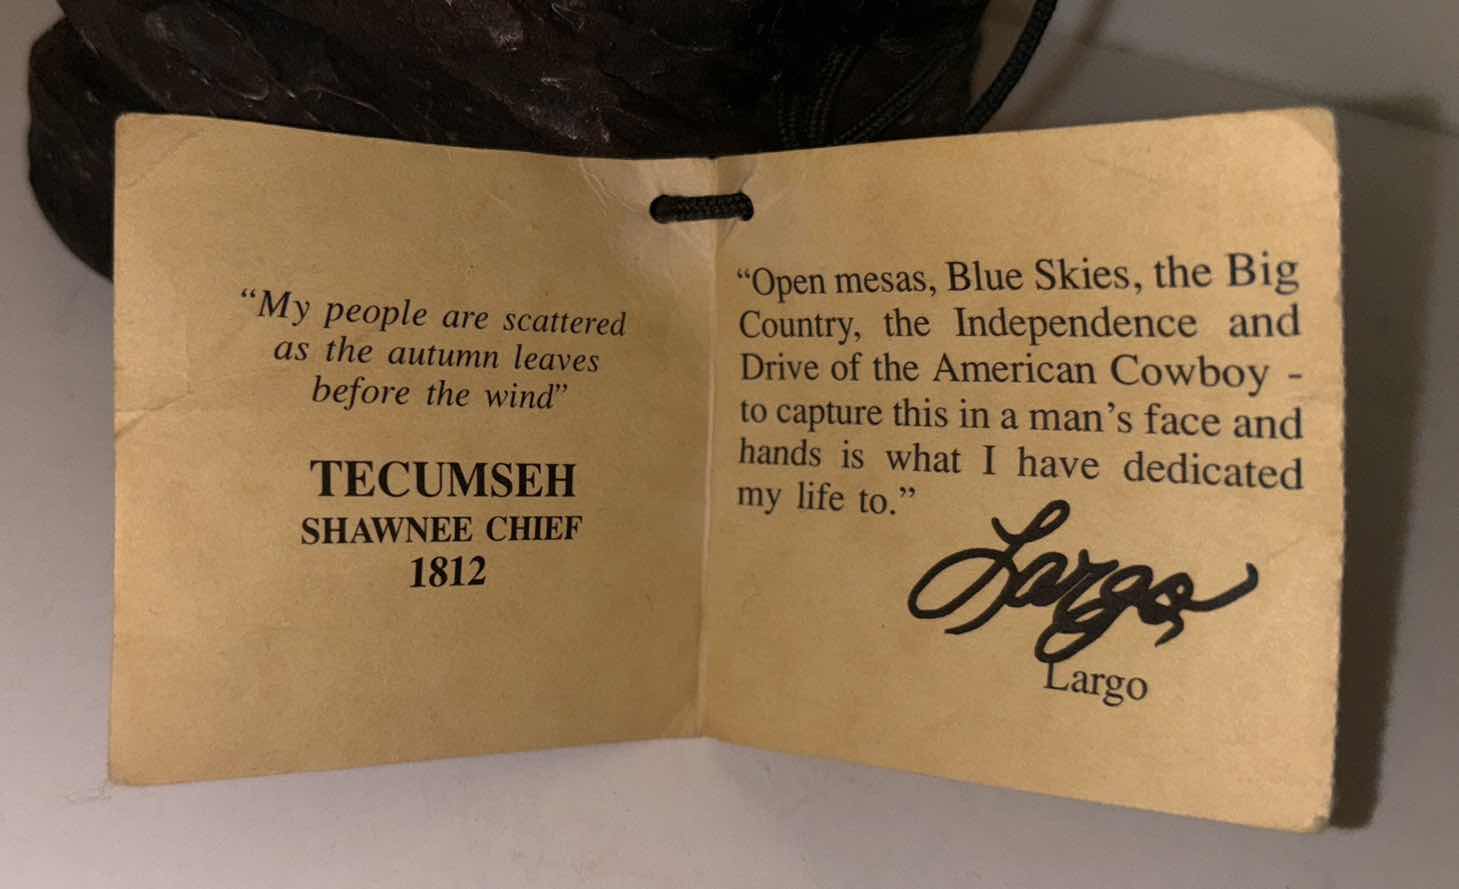 “My people are scattered
as the autumn leaves
before the wind”
TECUMSEH
SHAWNEE CHIEF
1812
“Open mesas, Blue Skies, the Big
Country, the Independence and
Drive of the American Cowboy -
to capture this in a man’s face and
hands is what I have dedicated
my life to.”
Largo
Largo